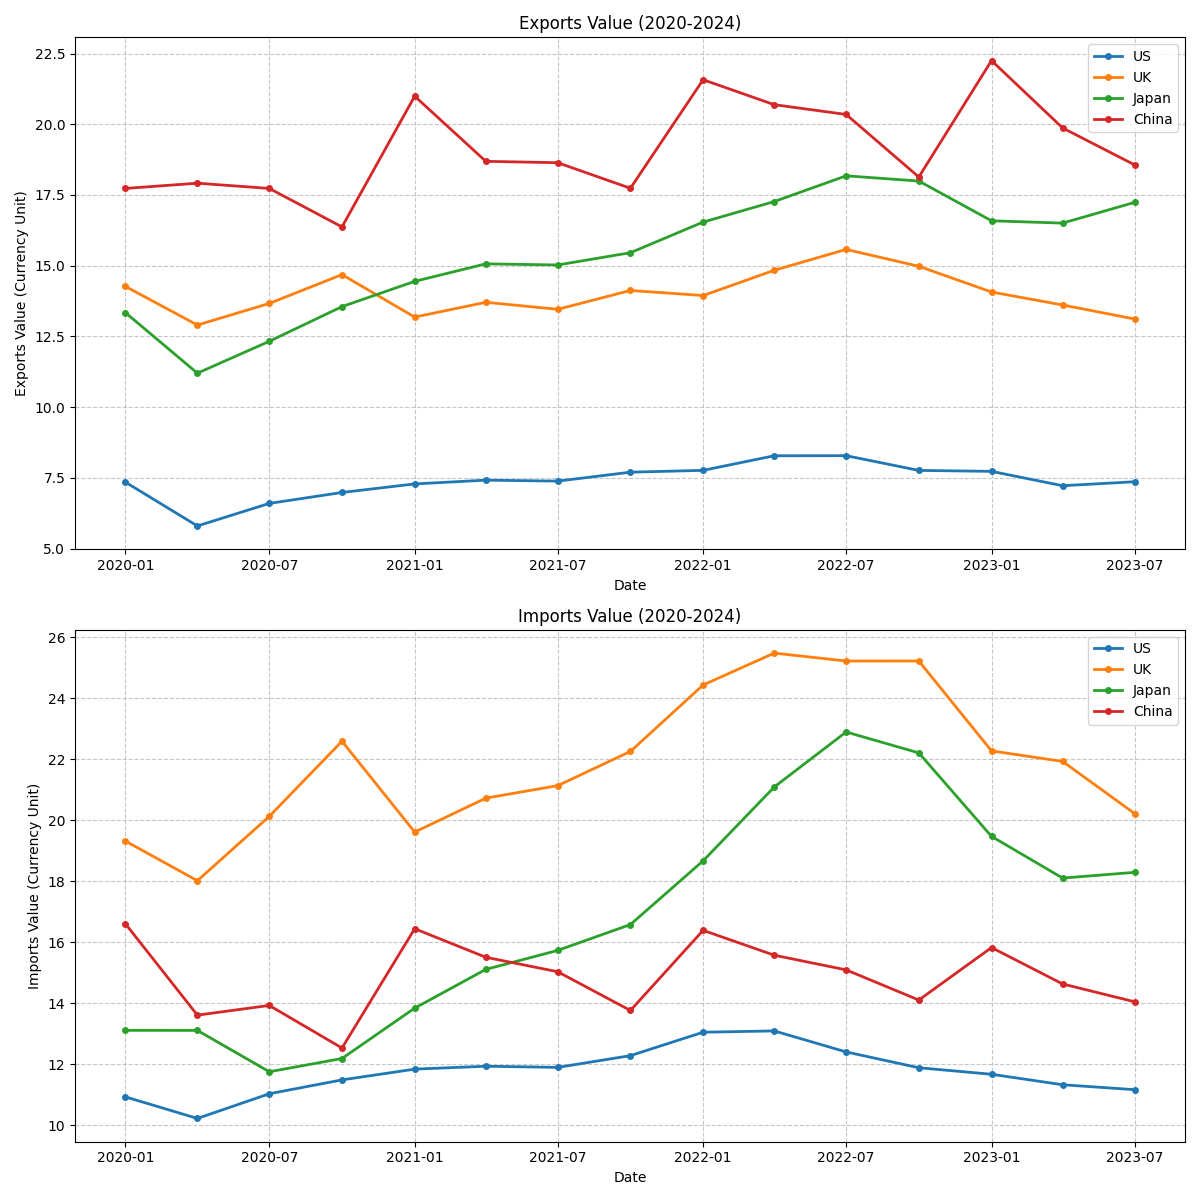 Exports Value (2020-2024)
22.5
20.0
17.5
15.0
12.5
10.0
7.5
5.0
Exports Value (Currency Unit)
US
UK
Japan
China
2020-01 2020-07 2021-01 2021-07 2022-01 2022-07 2023-01 2023-07
Date
Imports Value (2020-2024)
26
24
22
20
18
16
14
12
10
Imports Value (Currency Unit)
US
UK
Japan
China
2020-01 2020-07 2021-01 2021-07 2022-01 2022-07 2023-01 2023-07
Date